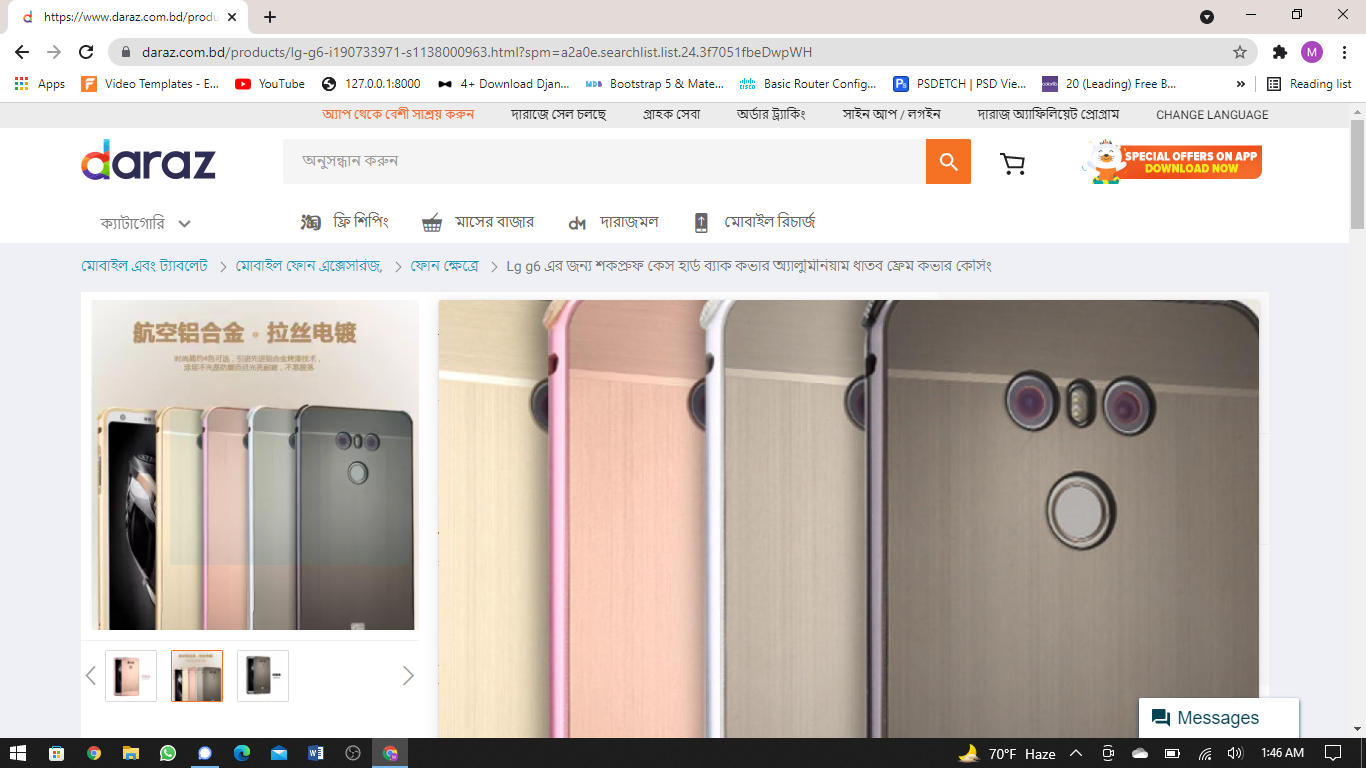 https://www.daraz.com.bd/produ
daraz.com.bd/products/lg-g6-i190733971-s1138000963.html?spm=a2a0e.searchlist.list.24.3f7051fbeDwpWH
M
Apps Video Templates - E... YouTube 127.0.0.1:8000 4+ Download Djan... Bootstrap 5 & Mate... Basic Router Config... PSDETCH | PSD Vie... 20 (Leading) Free B... » Reading list
অ্যাপ থেকে বেশী সাশ্রয় করুন দারাজে সেল চলছে গ্রাহক সেবা অর্ডার ট্র্যাকিং সাইন আপ / লগইন দারাজ অ্যাফিলিয়েট প্রোগ্রাম CHANGE LANGUAGE
daraz অনুসন্ধান করুন SPECIAL OFFERS ON APP
DOWNLOAD NOW
ক্যাটাগোরি ফ্রি শিপিং মাসের বাজার দারাজমল মোবাইল রিচার্জ
মোবাইল এবং ট্যাবলেট মোবাইল ফোন এক্সেসরিজ, ফোন ক্ষেত্রে Lg g6 এর জন্য শকপ্রুফ কেস হার্ড ব্যাক কভার অ্যালুমিনিয়াম ধাতব ফ্রেম কভার কেসিং
航空铝合金·拉丝电镀
Messages
70°F Haze 1:46 AM